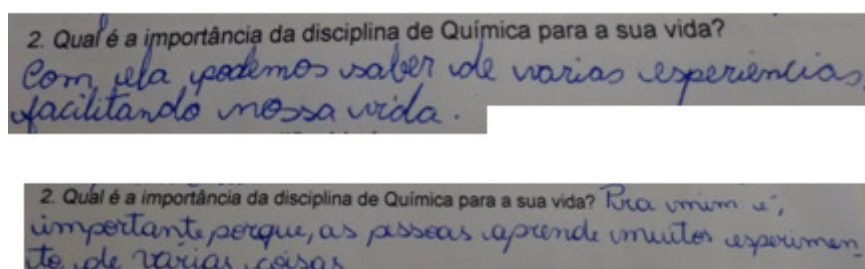 2. Qual é a importância da disciplina de Química para a sua vida?
Com ela podemos saber de varias esperiências,
facilitando nossa vida.
2. Qual é a importância da disciplina de Química para a sua vida? Pra mim é,
importante porque, as pessoas aprende muitos esperimen
to de varias coisas